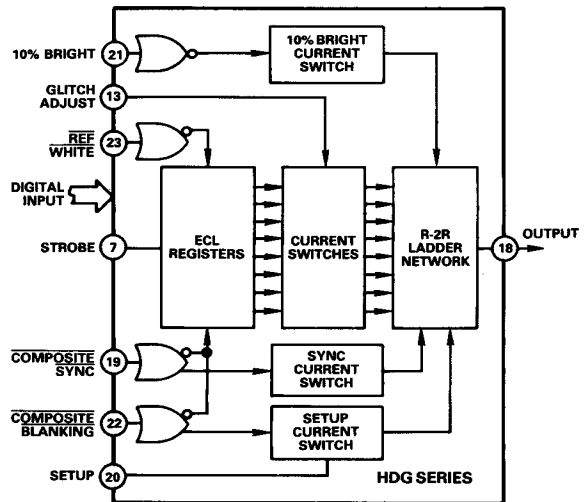 10% BRIGHT
21
10% BRIGHT
CURRENT
SWITCH
GLITCH
ADJUST
13
REF
WHITE
23
DIGITAL
INPUT
STROBE
7
ECL
REGISTERS
CURRENT
SWITCHES
R-2R
LADDER
NETWORK
18
OUTPUT
COMPOSITE
SYNC
19
SYNC
CURRENT
SWITCH
COMPOSITE
BLANKING
22
SETUP
CURRENT
SWITCH
SETUP
20
HDG SERIES